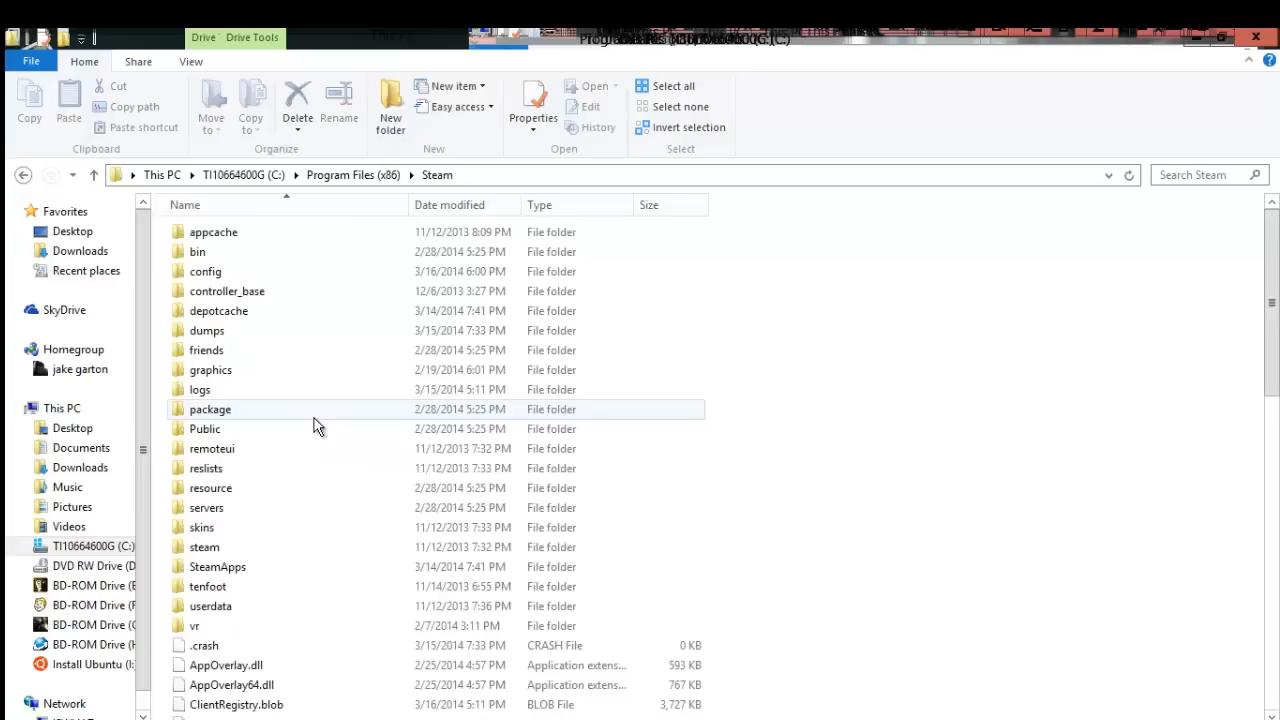 Drive Drive Tools
File Home Share View
Copy
Paste
Cut
Copy path
Paste shortcut
Clipboard
Move to
Copy to
Delete
Rename
Organize
New folder
New item
Easy access
New
Properties
Open
Edit
History
Open
Select all
Select none
Invert selection
Select
This PC Program Files (x86) Steam
TI10664600G (C:)
Search Steam
Name Date modified Type Size
Favorites
Desktop
Downloads
Recent places
SkyDrive
Homegroup
jake garton
This PC
Desktop
Documents
Downloads
Music
Pictures
Videos
TI10664600G (C:)
DVD RW Drive (D
BD-ROM Drive (E
BD-ROM Drive (F
BD-ROM Drive (G
BD-ROM Drive (H
Install Ubuntu (I:
Network
appcache 11/12/2013 8:09 PM File folder
bin 2/28/2014 5:25 PM File folder
config 3/16/2014 6:00 PM File folder
controller_base 12/6/2013 3:27 PM File folder
depotcache 3/14/2014 7:41 PM File folder
dumps 3/15/2014 7:33 PM File folder
friends 2/28/2014 5:25 PM File folder
graphics 2/19/2014 6:01 PM File folder
logs 3/15/2014 5:11 PM File folder
package 2/28/2014 5:25 PM File folder
Public 2/28/2014 5:25 PM File folder
remoteui 11/12/2013 7:32 PM File folder
reslists 11/12/2013 7:33 PM File folder
resource 2/28/2014 5:25 PM File folder
servers 2/28/2014 5:25 PM File folder
skins 11/12/2013 7:33 PM File folder
steam 11/12/2013 7:32 PM File folder
SteamApps 3/14/2014 7:41 PM File folder
tenfoot 11/14/2013 6:55 PM File folder
userdata 11/12/2013 7:36 PM File folder
vr 2/7/2014 3:11 PM File folder
.crash 3/15/2014 7:33 PM CRASH File 0 KB
AppOverlay.dll 2/25/2014 4:57 PM Application extens... 593 KB
AppOverlay64.dll 2/25/2014 4:57 PM Application extens... 767 KB
ClientRegistry.blob 3/16/2014 5:11 PM BLOB File 3,727 KB